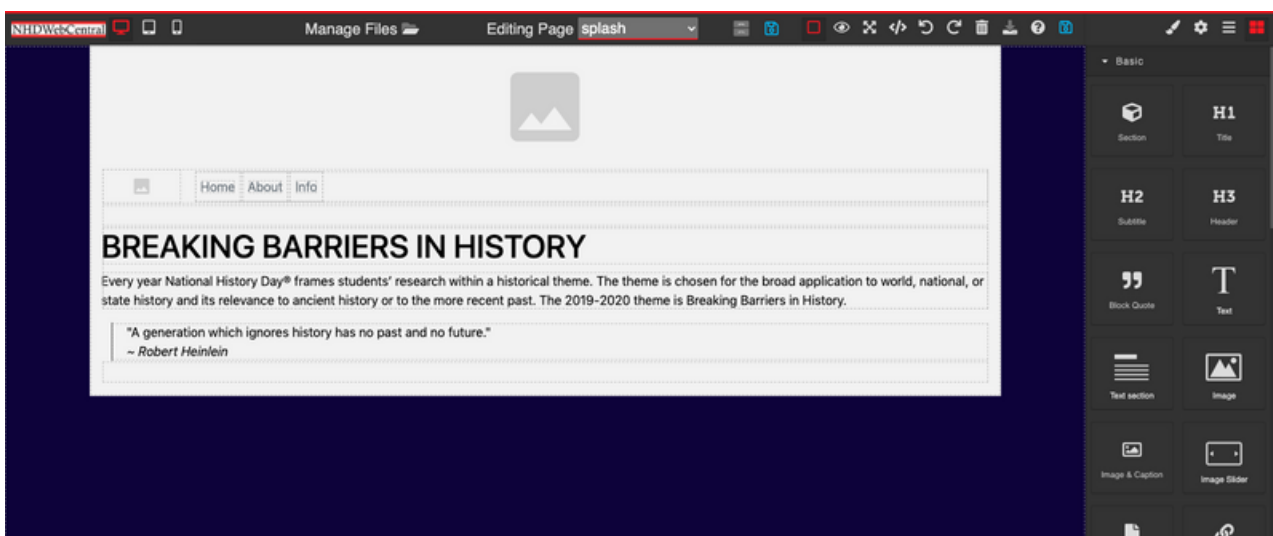 NHDWebCentral Manage Files Editing Page splash
Basic
Section
H1
Title
H2
Subtitle
H3
Header
Block Quote
T
Text
Text section
Image
Image & Caption
Image Slider
Home About Info
BREAKING BARRIERS IN HISTORY
Every year National History Day® frames students' research within a historical theme. The theme is chosen for the broad application to world, national, or
state history and its relevance to ancient history or to the more recent past. The 2019-2020 theme is Breaking Barriers in History.
"A generation which ignores history has no past and no future."
~ Robert Heinlein